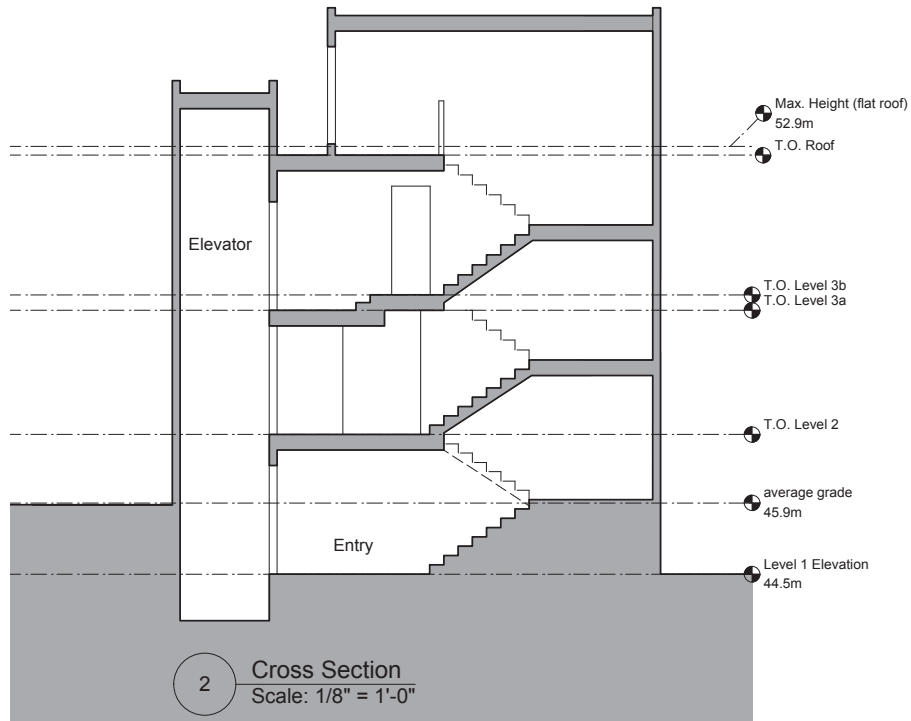 Max. Height (flat roof)
52.9m
T.O. Roof
Elevator
T.O. Level 3b
T.O. Level 3a
T.O. Level 2
average grade
45.9m
Entry
Level 1 Elevation
44.5m
2
Cross Section
Scale: 1/8" = 1'-0"